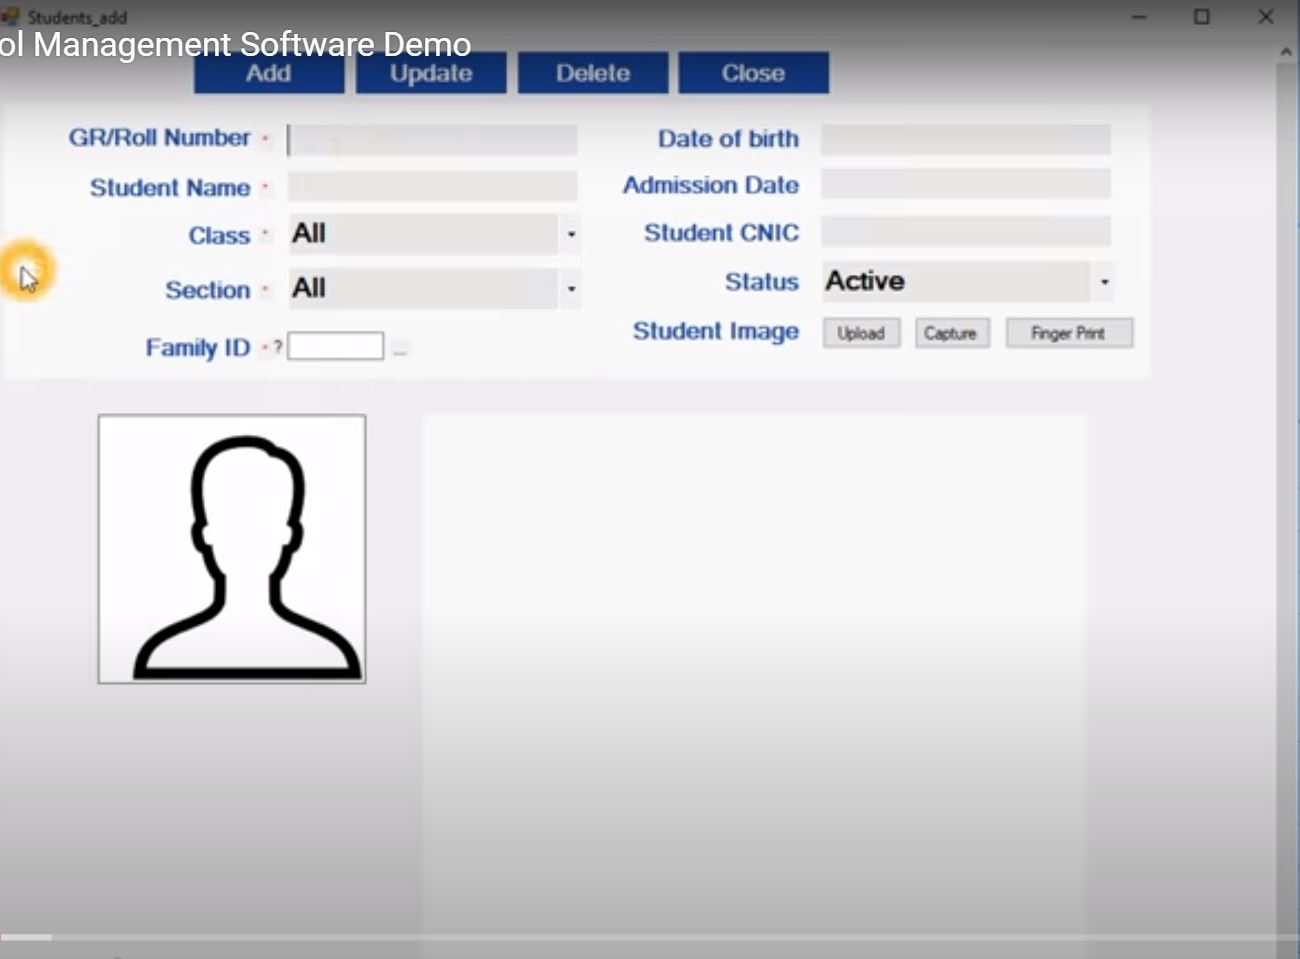 Students_add
ol Management Software Demo
Add Update Delete Close
GR/Roll Number * Date of birth
Student Name * Admission Date
Class * All Student CNIC
Section * All Status Active
Family ID * ? ... Student Image Upload Capture Finger Print